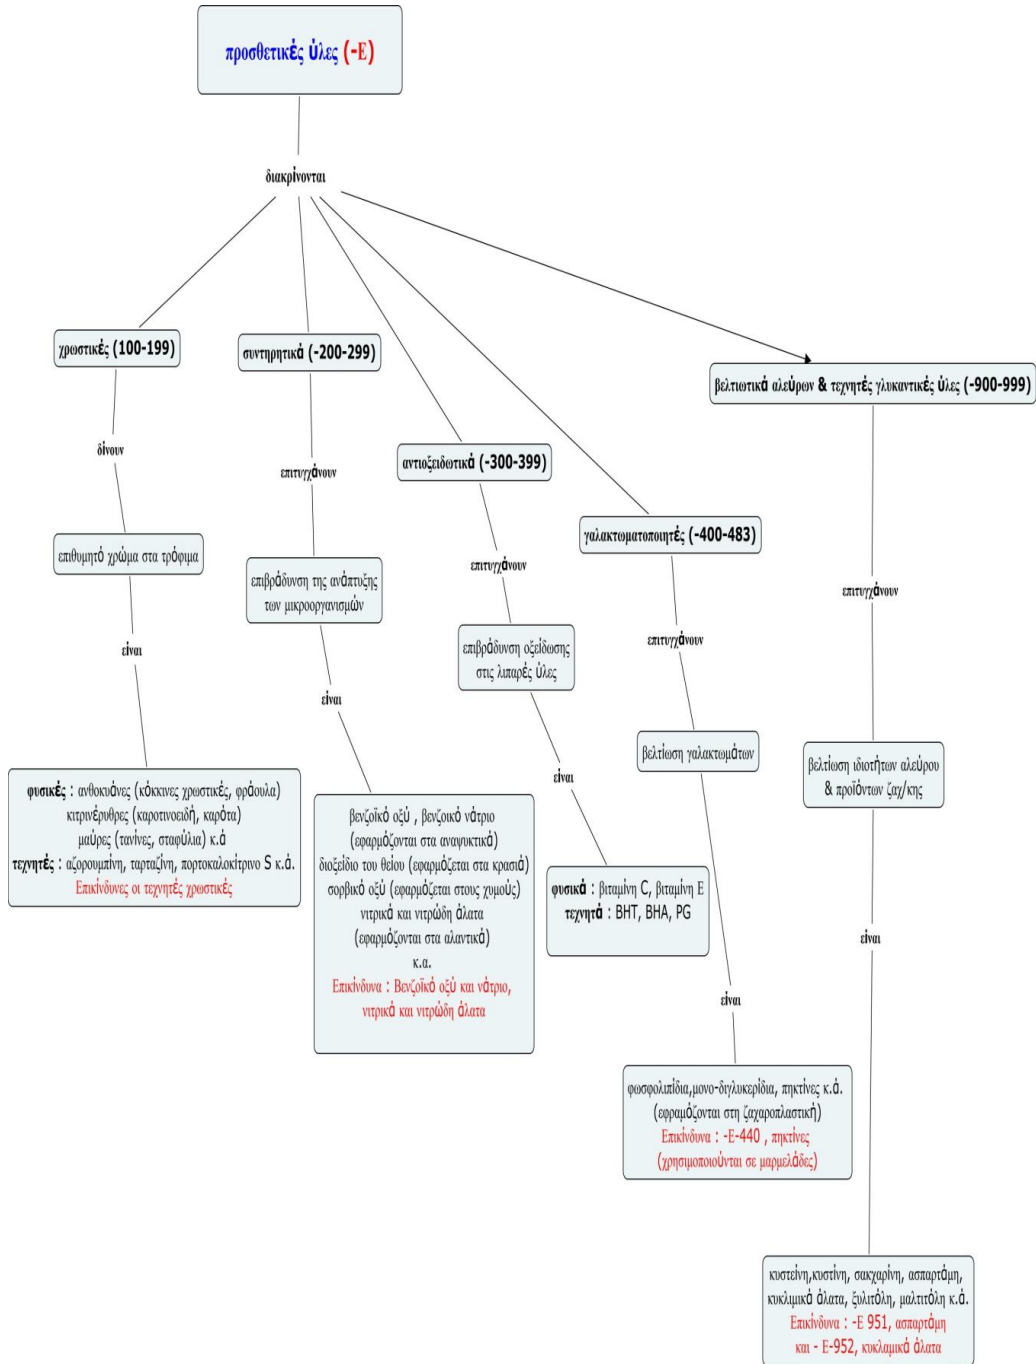 προσθετικές ύλες (-Ε)
διακρίνονται
χρωστικές (100-199)
δίνουν
επιθυμητό χρώμα στα τρόφιμα
είναι
φυσικές : ανθοκυάνες (κόκκινες χρωστικές, φράουλα)
κιτρινέρυθρες (καροτινοειδή, καρότα)
μαύρες (τανίνες, σταφύλια) κ.ά
τεχνητές : αζορουμπίνη, ταρταζίνη, πορτοκαλοκίτρινο S κ.ά.
Επικίνδυνες οι τεχνητές χρωστικές
συντηρητικά (-200-299)
επιτυγχάνουν
επιβράδυνση της ανάπτυξης
των μικροοργανισμών
είναι
βενζοϊκό οξύ , βενζοικό νάτριο
(εφαρμόζονται στα αναψυκτικά)
διοξείδιο του θείου (εφαρμόζεται στα κρασιά)
σορβικό οξύ (εφαρμόζεται στους χυμούς)
νιτρικά και νιτρώδη άλατα
(εφαρμόζονται στα αλαντικά)
κ.α.
Επικίνδυνα : Βενζοϊκό οξύ και νάτριο,
νιτρικά και νιτρώδη άλατα
αντιοξειδωτικά (-300-399)
επιτυγχάνουν
επιβράδυνση οξείδωσης
στις λιπαρές ύλες
είναι
φυσικά : βιταμίνη C, βιταμίνη Ε
τεχνητά : BHT, BHA, PG
γαλακτωματοποιητές (-400-483)
επιτυγχάνουν
βελτίωση γαλακτωμάτων
είναι
φωσφολιπίδια,μονο-διγλυκερίδια, πηκτίνες κ.ά.
(εφραμόζονται στη ζαχαροπλαστική)
Επικίνδυνα : -Ε-440 , πηκτίνες
(χρησιμοποιούνται σε μαρμελάδες)
βελτιωτικά αλεύρων & τεχνητές γλυκαντικές ύλες (-900-999)
επιτυγχάνουν
βελτίωση ιδιοτήτων αλεύρου
& προϊόντων ζαχ/κης
είναι
κυστείνη,κυστίνη, σακχαρίνη, ασπαρτάμη,
κυκλιμικά άλατα, ξυλιτόλη, μαλτιτόλη κ.ά.
Επικίνδυνα : -Ε 951, ασπαρτάμη
και - Ε-952, κυκλαμικά άλατα